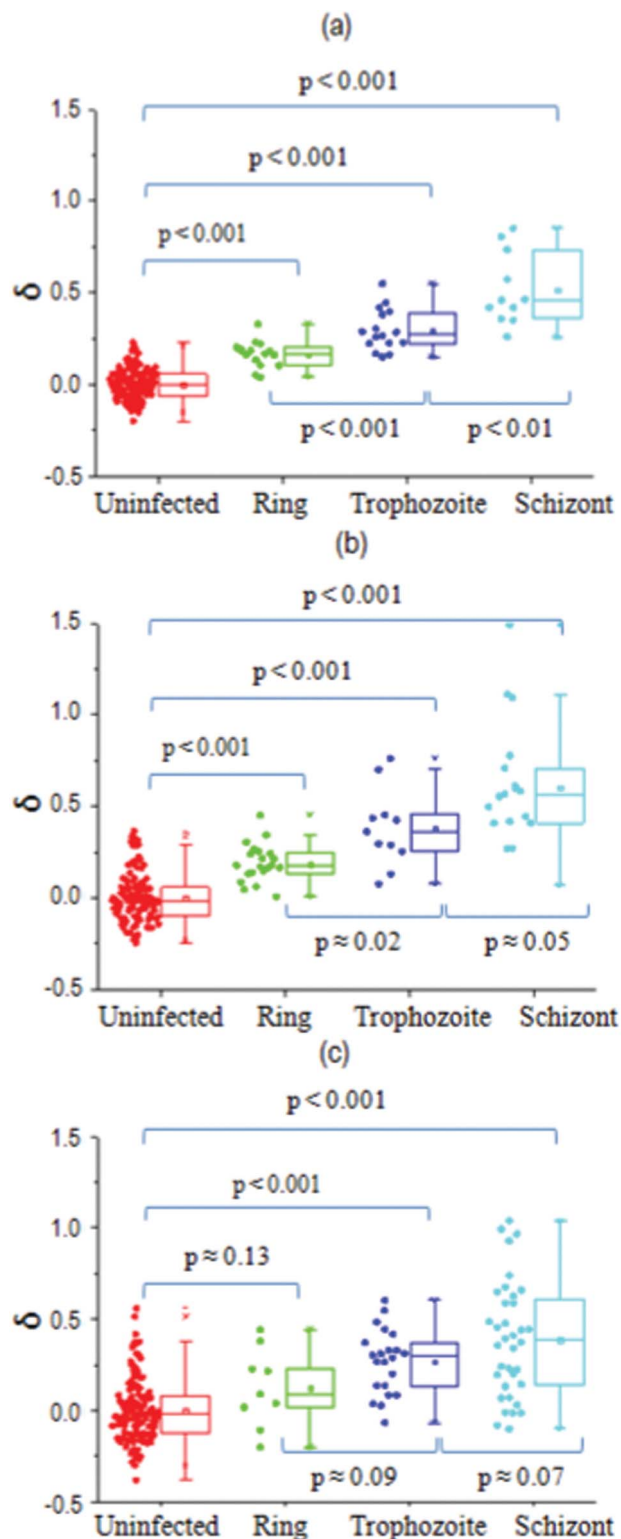 (a)
p < 0.001
1.5
p < 0.001
1.0
p < 0.001
δ
0.5
0.0
p < 0.001
p < 0.01
-0.5
Uninfected Ring Trophozoite Schizont
(b)
p < 0.001
1.5
p < 0.001
1.0
p < 0.001
δ
0.5
0.0
p ≈ 0.02
p ≈ 0.05
-0.5
Uninfected Ring Trophozoite Schizont
(c)
p < 0.001
1.5
p < 0.001
1.0
p ≈ 0.13
δ
0.5
0.0
p ≈ 0.09
p ≈ 0.07
-0.5
Uninfected Ring Trophozoite Schizont